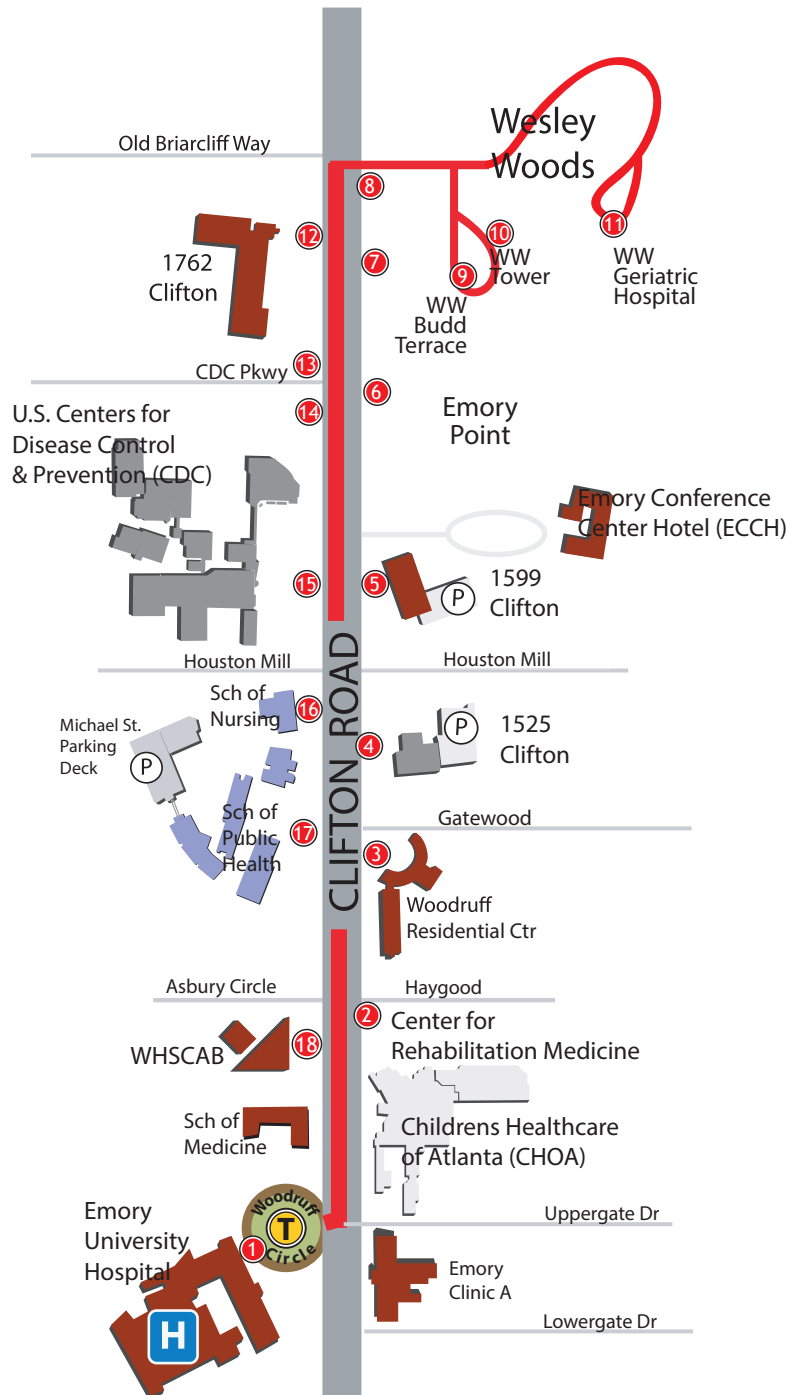 Old Briarcliff Way
Wesley
Woods
8
12
10
11
7
1762
Clifton
WW
Tower
9
WW
Geriatric
Hospital
WW
Budd
Terrace
13
CDC Pkwy
6
14
U.S. Centers for
Disease Control
& Prevention (CDC)
Emory
Point
Emory Conference
Center Hotel (ECCH)
15
5
1599
Clifton
P
Houston Mill
Houston Mill
CLIFTON ROAD
Sch of
Nursing
16
Michael St.
Parking
Deck
P
4
P
1525
Clifton
Sch of
Public
Health
17
Gatewood
3
Woodruff
Residential Ctr
Asbury Circle
Haygood
2
Center for
Rehabilitation Medicine
WHSCAB
18
Sch of
Medicine
Childrens Healthcare
of Atlanta (CHOA)
Emory
University
Hospital
Woodruff
T
Circle
1
Uppergate Dr
Emory
Clinic A
H
Lowergate Dr